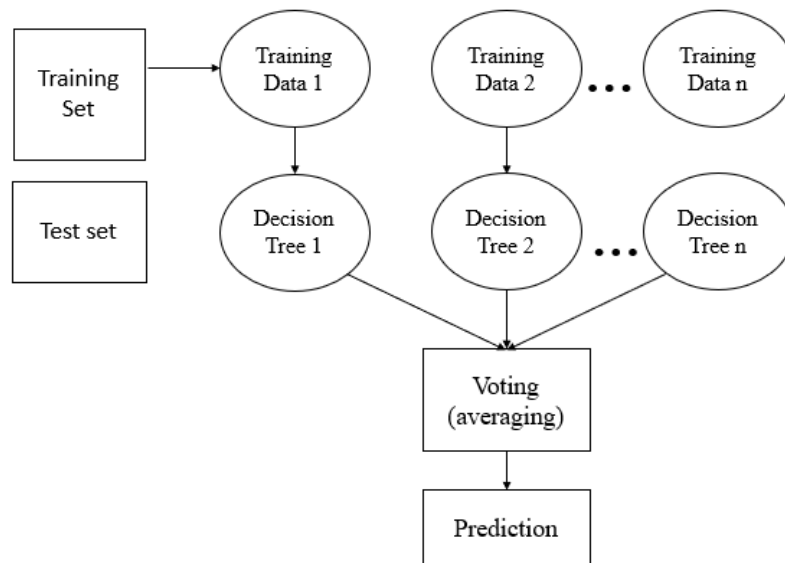 Training
Set
Training
Data 1
Training
Data 2
Training
Data n
Test set
Decision
Tree 1
Decision
Tree 2
Decision
Tree n
Voting
(averaging)
Prediction